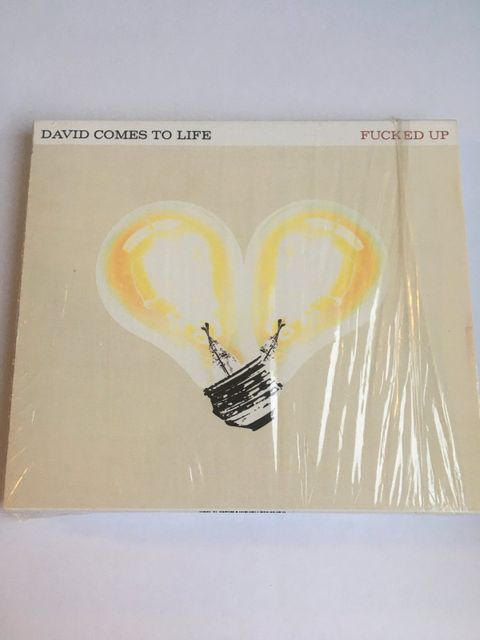 DAVID COMES TO LIFE FUCKED UP